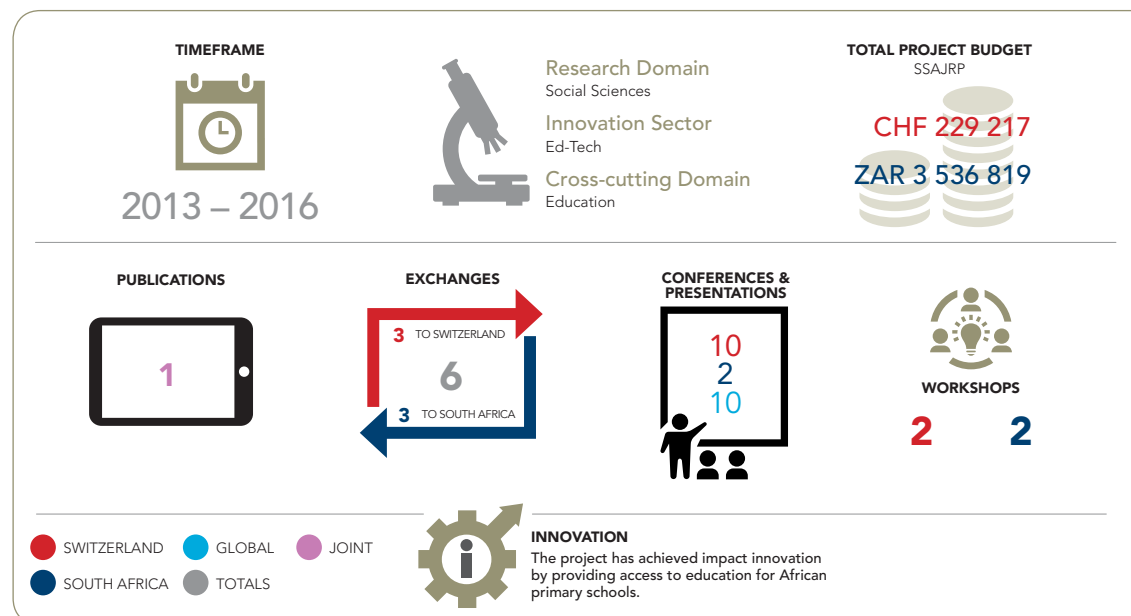 TIMEFRAME
2013 – 2016
Research Domain
Social Sciences
Innovation Sector
Ed-Tech
Cross-cutting Domain
Education
TOTAL PROJECT BUDGET
SSAJRP
CHF 229 217
ZAR 3 536 819
PUBLICATIONS
1
EXCHANGES
3 TO SWITZERLAND
6
3 TO SOUTH AFRICA
CONFERENCES &
PRESENTATIONS
10
2
10
WORKSHOPS
2 2
SWITZERLAND GLOBAL JOINT
SOUTH AFRICA TOTALS
i
INNOVATION
The project has achieved impact innovation
by providing access to education for African
primary schools.